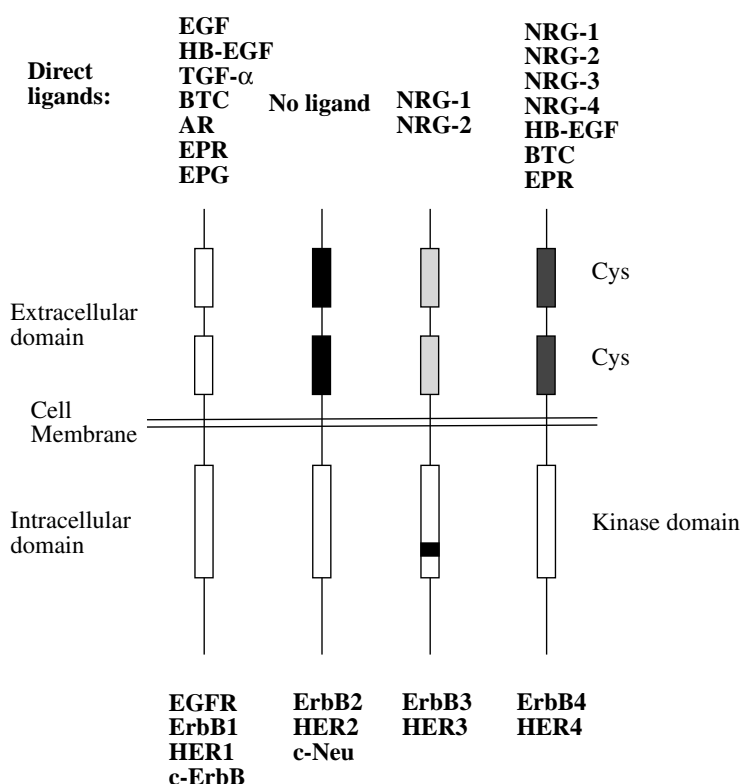 Direct
ligands:
EGF
HB-EGF
TGF-α
BTC
AR
EPR
EPG
No ligand
NRG-1
NRG-2
NRG-1
NRG-2
NRG-3
NRG-4
HB-EGF
BTC
EPR
Extracellular
domain
Cys
Cys
Cell
Membrane
Intracellular
domain
Kinase domain
EGFR
ErbB1
HER1
c-ErbB
ErbB2
HER2
c-Neu
ErbB3
HER3
ErbB4
HER4